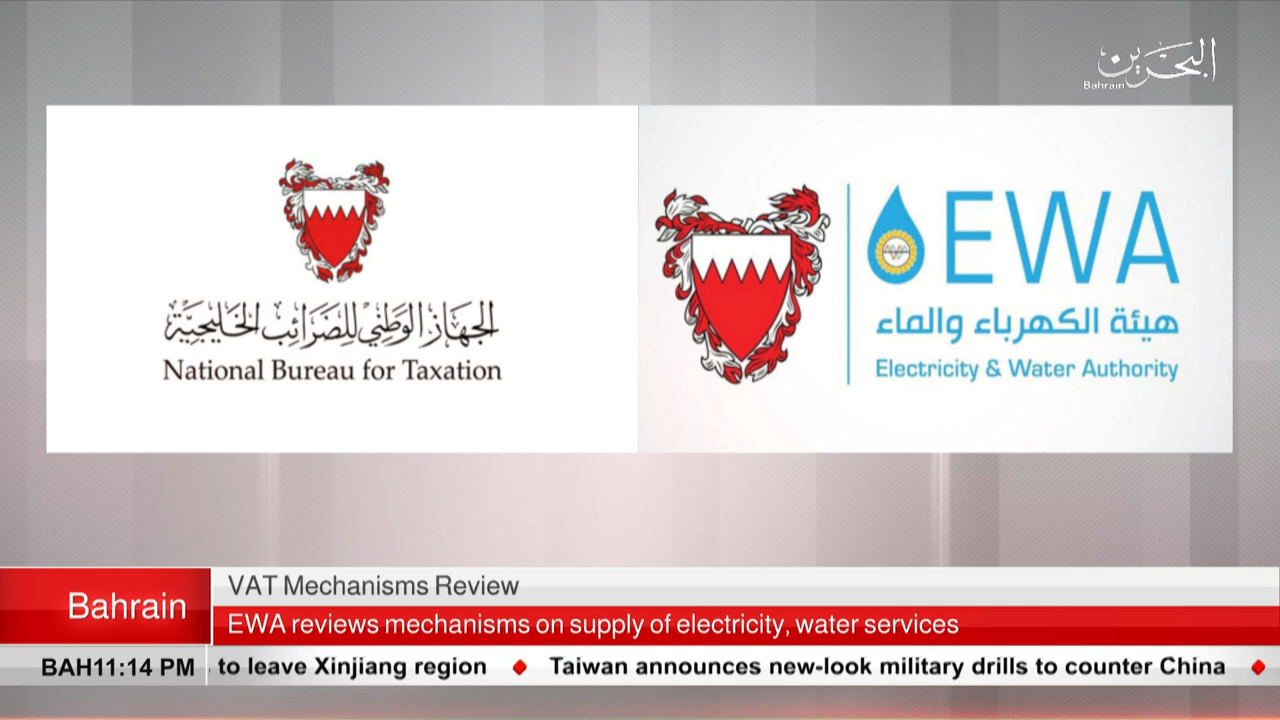 البحرين
Bahrain
الجهاز الوطني للضرائب الخليجية
National Bureau for Taxation
EWA
هيئة الكهرباء والماء
Electricity & Water Authority
Bahrain
VAT Mechanisms Review
EWA reviews mechanisms on supply of electricity, water services
BAH11:14 PM to leave Xinjiang region ♦ Taiwan announces new-look military drills to counter China ♦